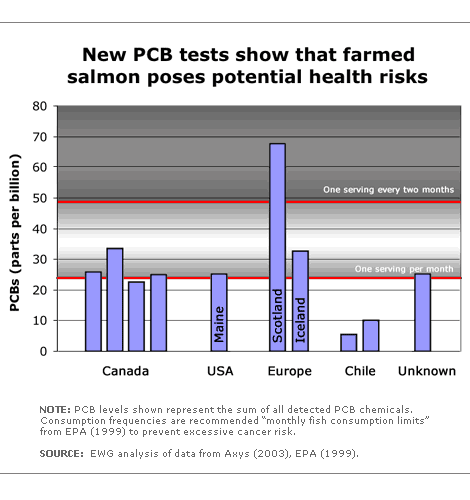 New PCB tests show that farmed
salmon poses potential health risks
PCBs (parts per billion)
80
70
60
50
40
30
20
10
0
One serving every two months
One serving per month
Maine
Scotland
Iceland
Canada
USA
Europe
Chile
Unknown
NOTE: PCB levels shown represent the sum of all detected PCB chemicals.
Consumption frequencies are recommended “monthly fish consumption limits”
from EPA (1999) to prevent excessive cancer risk.
SOURCE: EWG analysis of data from Axys (2003), EPA (1999).